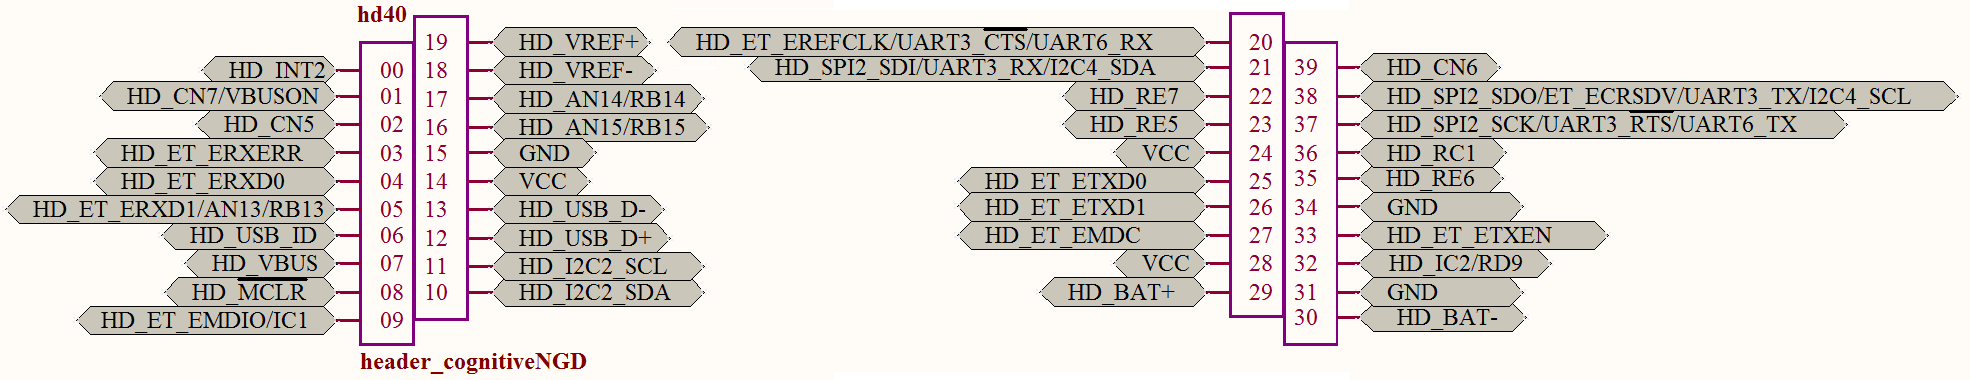 hd40
HD_INT2 00
HD_CN7/VBUSON 01
HD_CN5 02
HD_ET_ERXERR 03
HD_ET_ERXD0 04
HD_ET_ERXD1/AN13/RB13 05
HD_USB_ID 06
HD_VBUS 07
HD_MCLR 08
HD_ET_EMDIO/IC1 09
19 HD_VREF+
18 HD_VREF-
17 HD_AN14/RB14
16 HD_AN15/RB15
15 GND
14 VCC
13 HD_USB_D-
12 HD_USB_D+
11 HD_I2C2_SCL
10 HD_I2C2_SDA
header_cognitiveNGD
HD_ET_EREFCLK/UART3_CTS/UART6_RX 20
HD_SPI2_SDI/UART3_RX/I2C4_SDA 21
HD_RE7 22
HD_RE5 23
VCC 24
HD_ET_ETXD0 25
HD_ET_ETXD1 26
HD_ET_EMDC 27
VCC 28
HD_BAT+ 29
39 HD_CN6
38 HD_SPI2_SDO/ET_ECRSDV/UART3_TX/I2C4_SCL
37 HD_SPI2_SCK/UART3_RTS/UART6_TX
36 HD_RC1
35 HD_RE6
34 GND
33 HD_ET_ETXEN
32 HD_IC2/RD9
31 GND
30 HD_BAT-